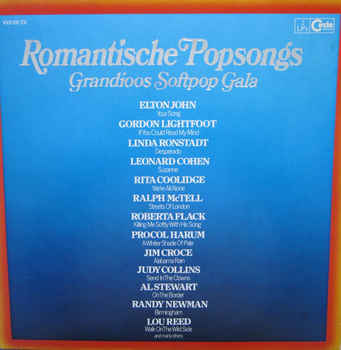 Romantische Popsongs
Grandioos Softpop Gala
ELTON JOHN
Your Song
GORDON LIGHTFOOT
If You Could Read My Mind
LINDA RONSTADT
Desperado
LEONARD COHEN
Suzanne
RITA COOLIDGE
We're All Alone
RALPH McTELL
Streets Of London
ROBERTA FLACK
Killing Me Softly With His Song
PROCOL HARUM
A Whiter Shade Of Pale
JIM CROCE
Alabama Rain
JUDY COLLINS
Send In The Clowns
AL STEWART
On The Border
RANDY NEWMAN
Birmingham
LOU REED
Walk On The Wild Side
and many others